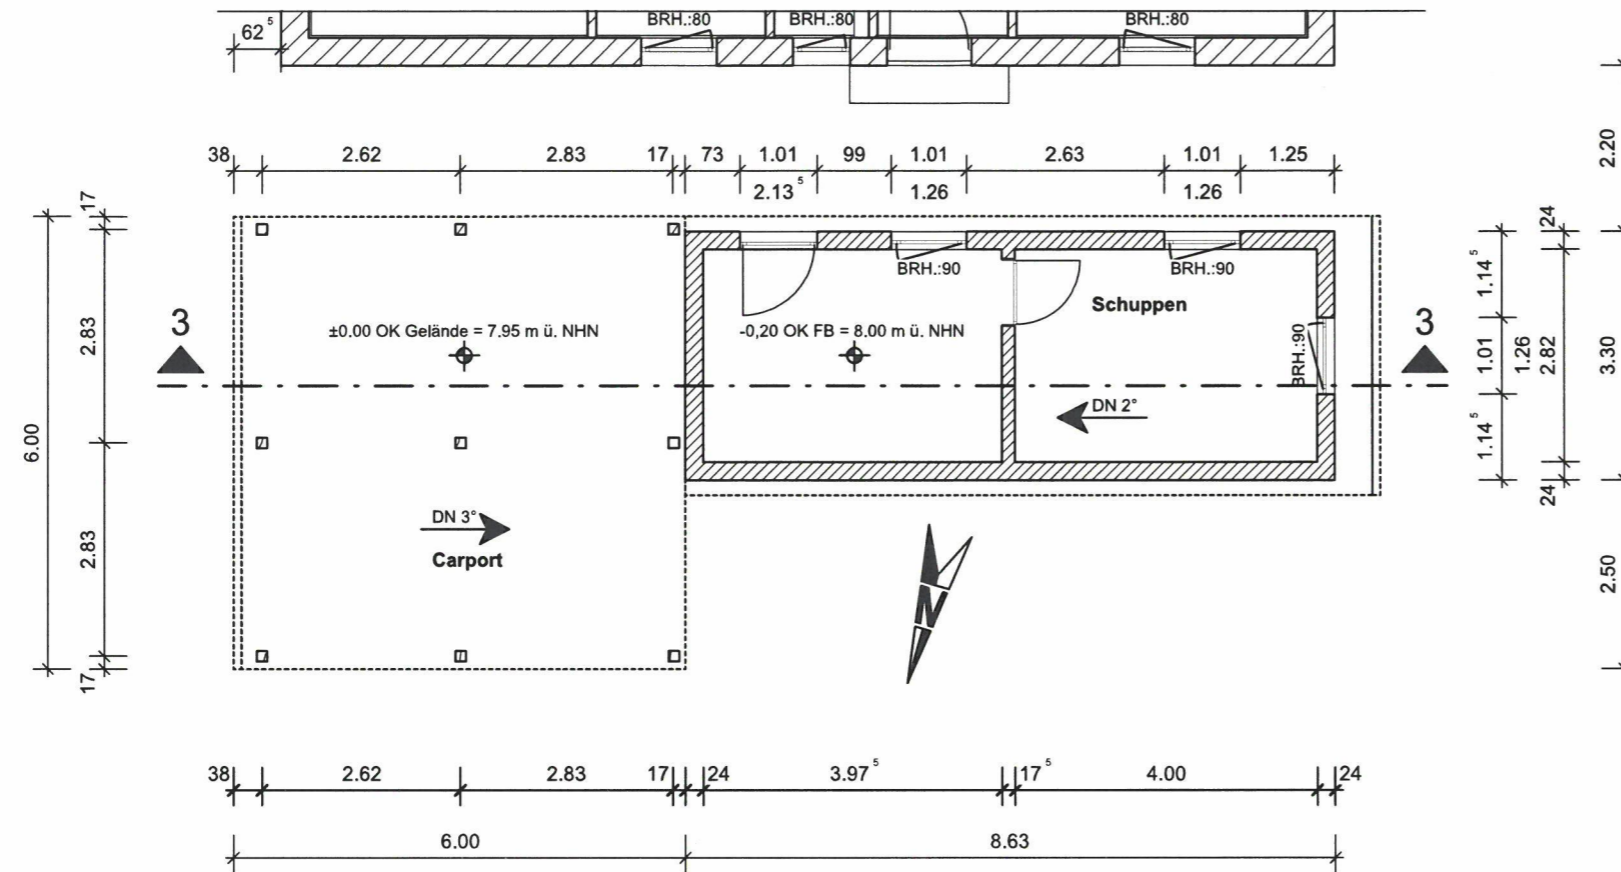 BRH.:80 BRH.:80 BRH.:80
62⁵
38 2.62 2.83 17 73 1.01 99 1.01 2.63 1.01 1.25
2.13⁵ 1.26 1.26
2.20
17
24
BRH.:90 BRH.:90
1.14⁵
Schuppen
3 3
±0.00 OK Gelände = 7.95 m ü. NHN -0,20 OK FB = 8.00 m ü. NHN
2.83
BRH.:90
1.01 1.26 2.82 3.30
DN 2°
6.00
1.14⁵
24
DN 3°
Carport
2.83
2.50
N
17
38 2.62 2.83 17 24 3.97⁵ 17⁵ 4.00 24
6.00 8.63